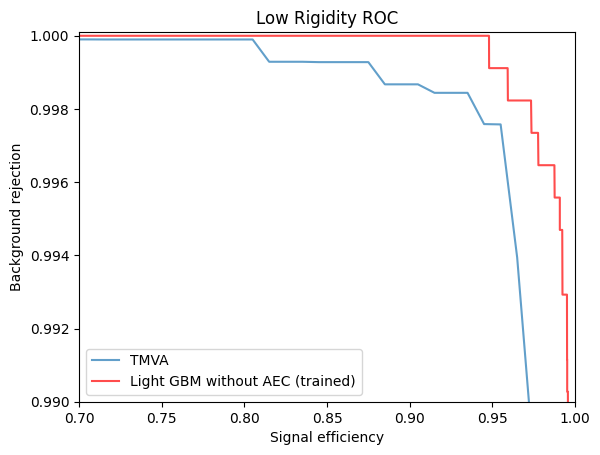 Low Rigidity ROC
Background rejection
1.000
0.998
0.996
0.994
0.992
0.990
TMVA
Light GBM without AEC (trained)
0.70
0.75
0.80
0.85
0.90
0.95
1.00
Signal efficiency